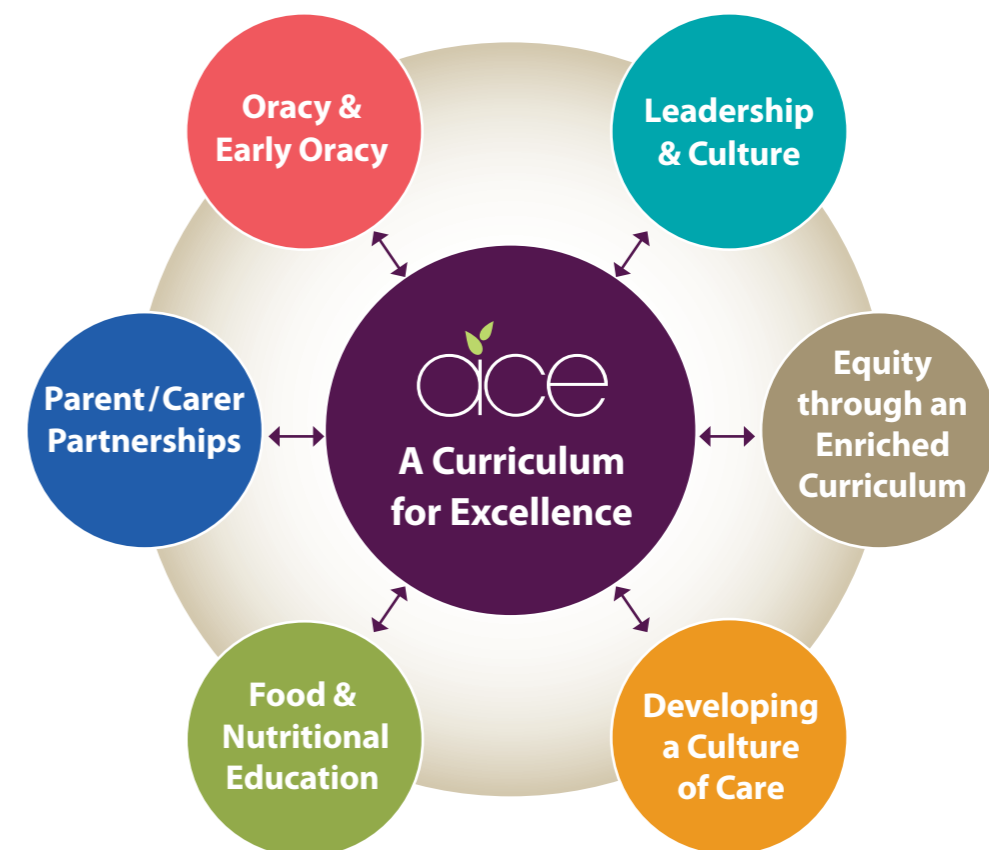 Oracy &
Early Oracy
Leadership
& Culture
Parent/Carer
Partnerships
ace
A Curriculum
for Excellence
Equity
through an
Enriched
Curriculum
Food &
Nutritional
Education
Developing
a Culture
of Care